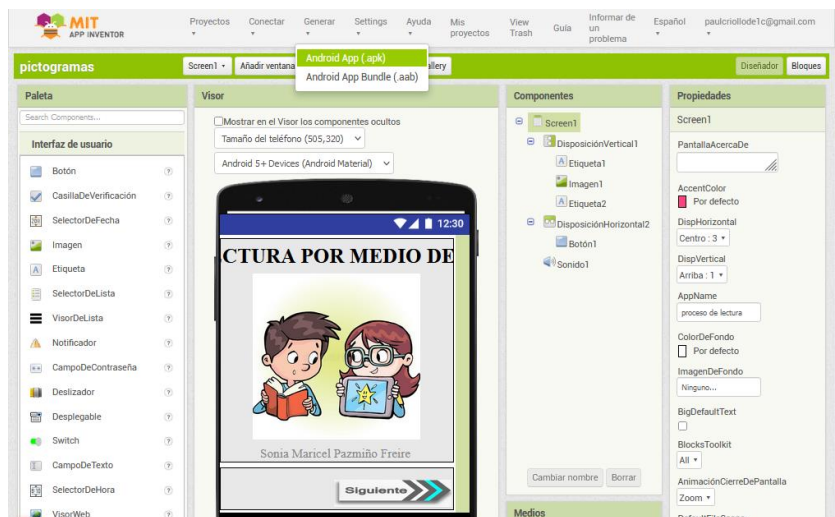 MIT
APP INVENTOR
Proyectos
Conectar
Generar
Settings
Ayuda
Mis
proyectos
View
Trash
Guía
Informar de
un
problema
Español
paulcriollode1c@gmail.com
pictogramas
Screen1
Añadir ventana
Android App (.apk)
Android App Bundle (.aab)
allery
Diseñador
Bloques
Paleta
Search Components...
Interfaz de usuario
Botón
CasillaDeVerificación
SelectorDeFecha
Imagen
Etiqueta
SelectorDeLista
VisorDeLista
Notificador
CampoDeContraseña
Deslizador
Desplegable
Switch
CampoDeTexto
SelectorDeHora
VisorWeb
Visor
Mostrar en el Visor los componentes ocultos
Tamaño del teléfono (505,320)
Android 5+ Devices (Android Material)
12:30
CTURA POR MEDIO DE
Sonia Maricel Pazmiño Freire
Siguiente
Componentes
Screen1
DisposiciónVertical1
Etiqueta1
Imagen1
Etiqueta2
DisposiciónHorizontal2
Botón1
Sonido1
Cambiar nombre
Borrar
Medios
Propiedades
Screen1
PantallaAcercaDe
AccentColor
Por defecto
DispHorizontal
Centro : 3
DispVertical
Arriba : 1
AppName
proceso de lectura
ColorDeFondo
Por defecto
ImagenDeFondo
Ninguno...
BigDefaultText
BlocksToolkit
All
AnimaciónCierreDePantalla
Zoom